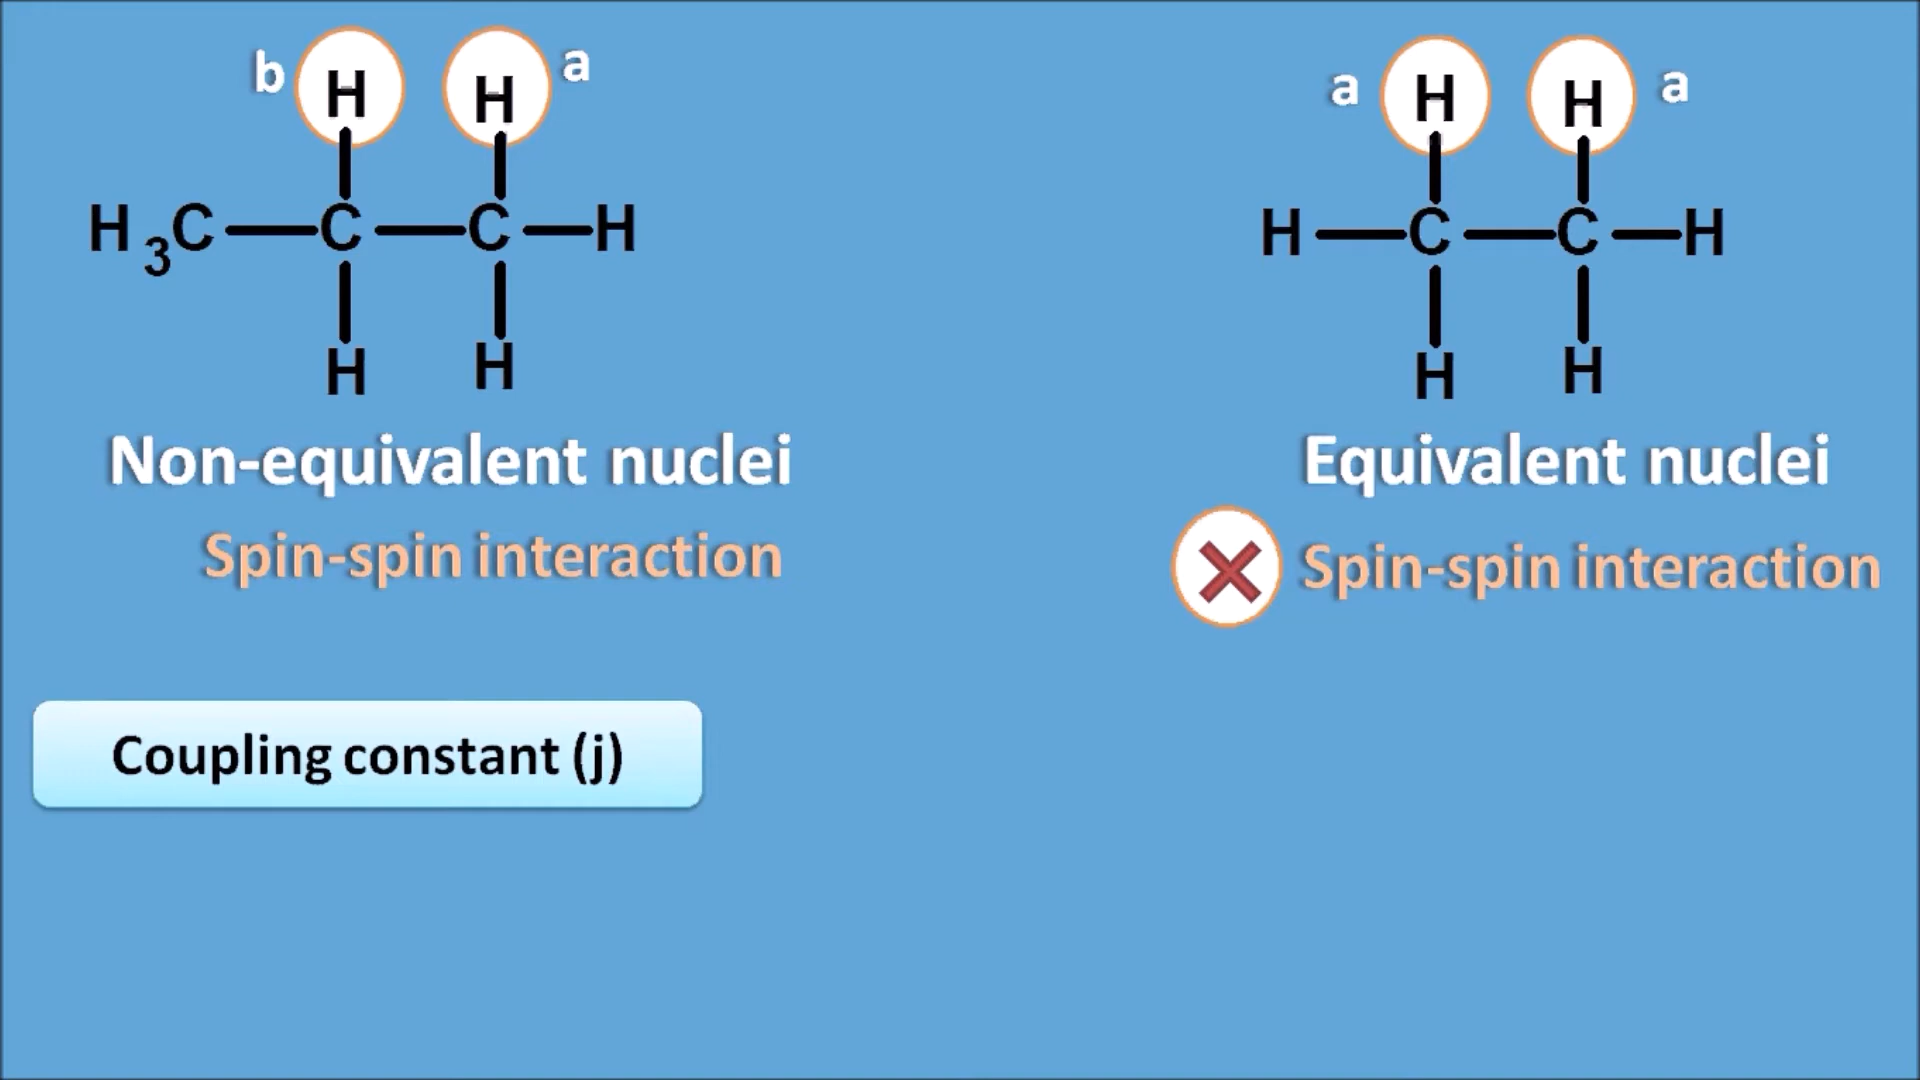 b H H a
H3C C C H
H H
Non-equivalent nuclei
Spin-spin interaction
a H H a
H C C H
H H
Equivalent nuclei
Spin-spin interaction
Coupling constant (j)